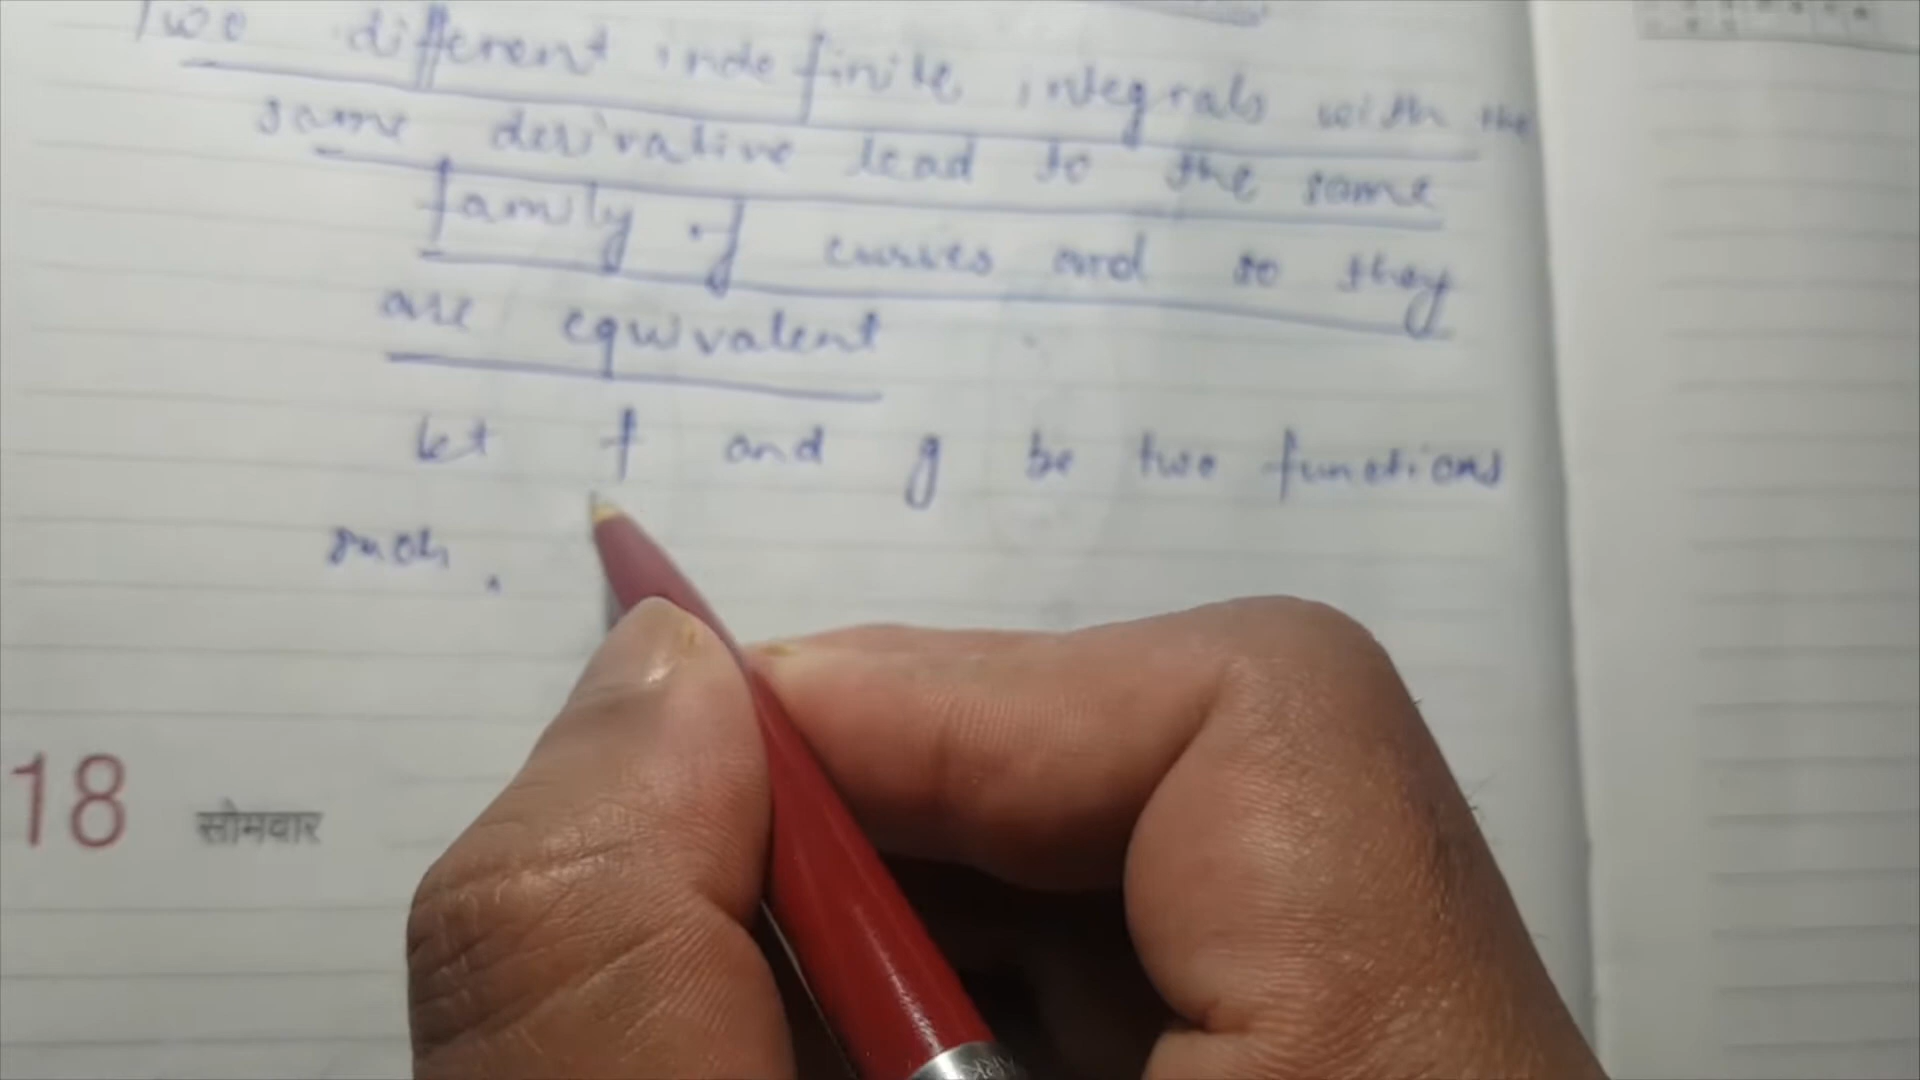 Two different indefinite integrals with the
same derivative lead to the same
family of curves and so they
are equivalent
let f and g be two functions
such .
18 सोमवार